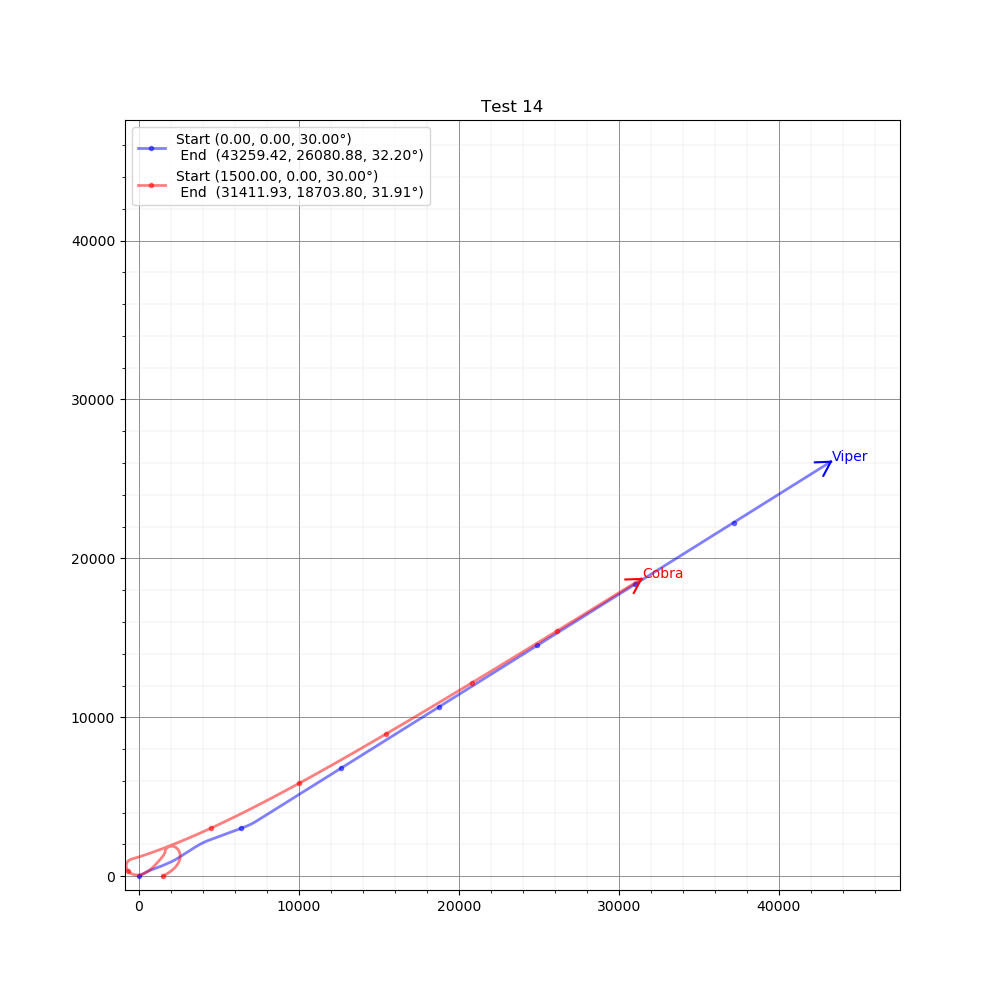 Test 14
Start (0.00, 0.00, 30.00°)
End  (43259.42, 26080.88, 32.20°)
Start (1500.00, 0.00, 30.00°)
End  (31411.93, 18703.80, 31.91°)
40000
30000
Viper
20000
Cobra
10000
0
0 10000 20000 30000 40000